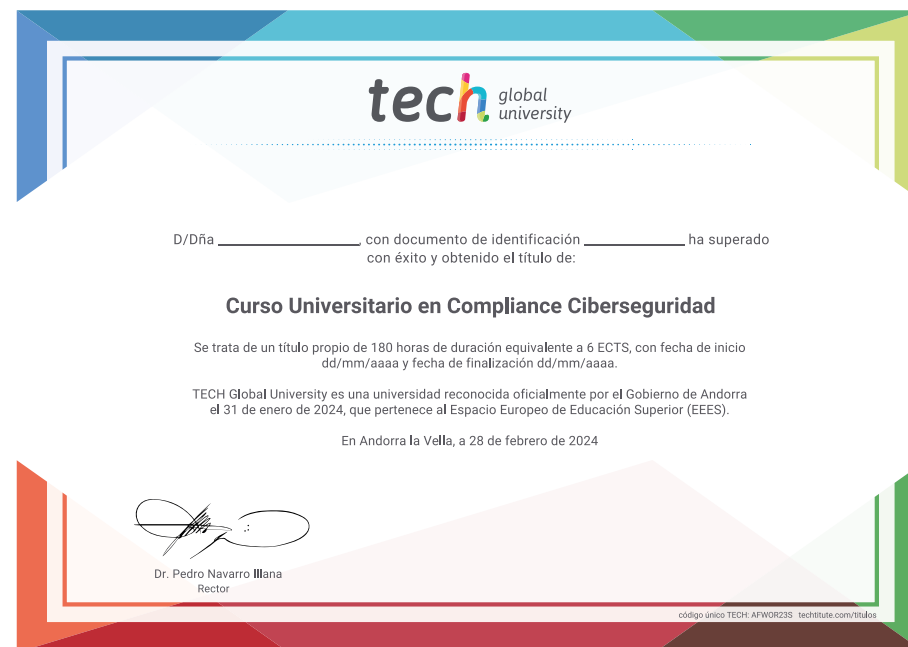 tech global university
D/Dña ____________________, con documento de identificación ______________ ha superado
con éxito y obtenido el título de:
Curso Universitario en Compliance Ciberseguridad
Se trata de un título propio de 180 horas de duración equivalente a 6 ECTS, con fecha de inicio
dd/mm/aaaa y fecha de finalización dd/mm/aaaa.
TECH Global University es una universidad reconocida oficialmente por el Gobierno de Andorra
el 31 de enero de 2024, que pertenece al Espacio Europeo de Educación Superior (EEES).
En Andorra la Vella, a 28 de febrero de 2024
Dr. Pedro Navarro Illana
Rector
código único TECH: AFWOR23S techtitute.com/titulos